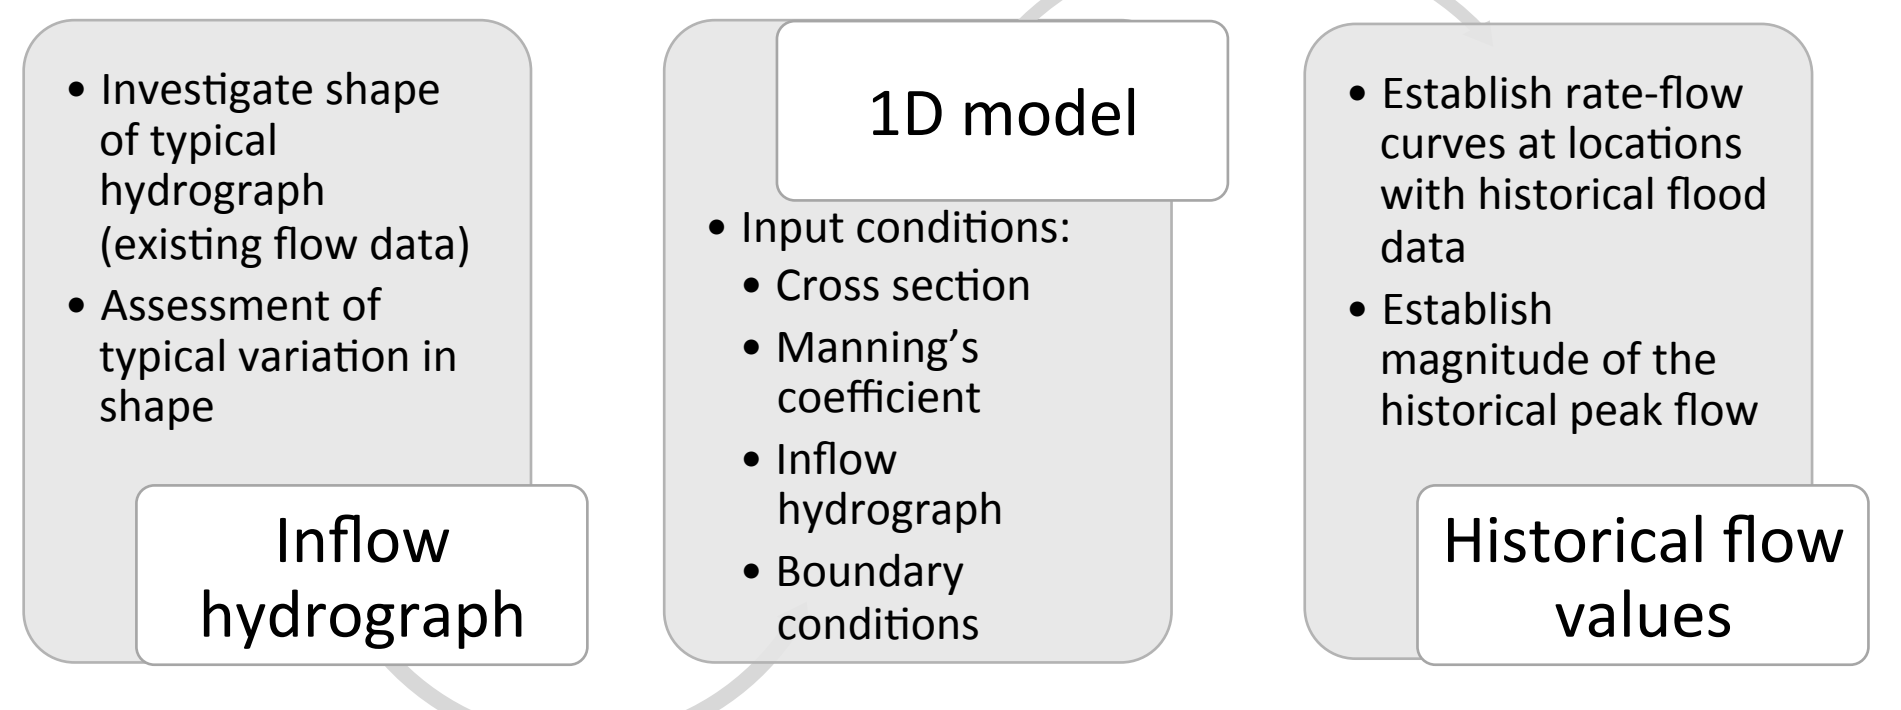 • Investigate shape
of typical
hydrograph
(existing flow data)
• Assessment of
typical variation in
shape
Inflow
hydrograph
1D model
• Input conditions:
• Cross section
• Manning’s
coefficient
• Inflow
hydrograph
• Boundary
conditions
• Establish rate-flow
curves at locations
with historical flood
data
• Establish
magnitude of the
historical peak flow
Historical flow
values